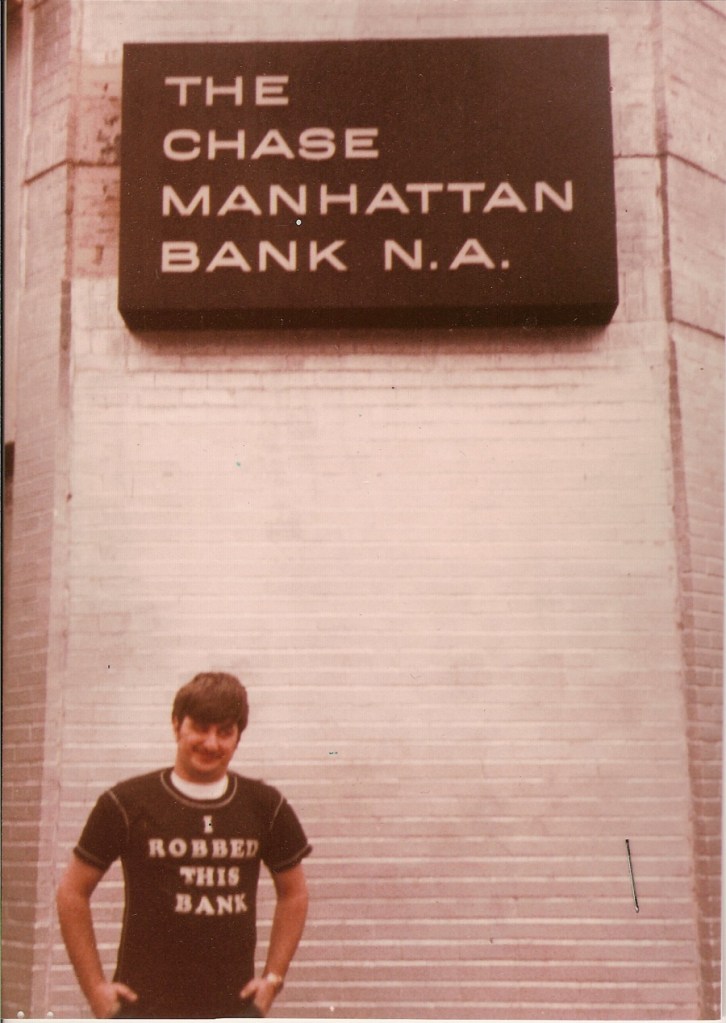 THE
CHASE
MANHATTAN
BANK N.A.
I
ROBBED
THIS
BANK